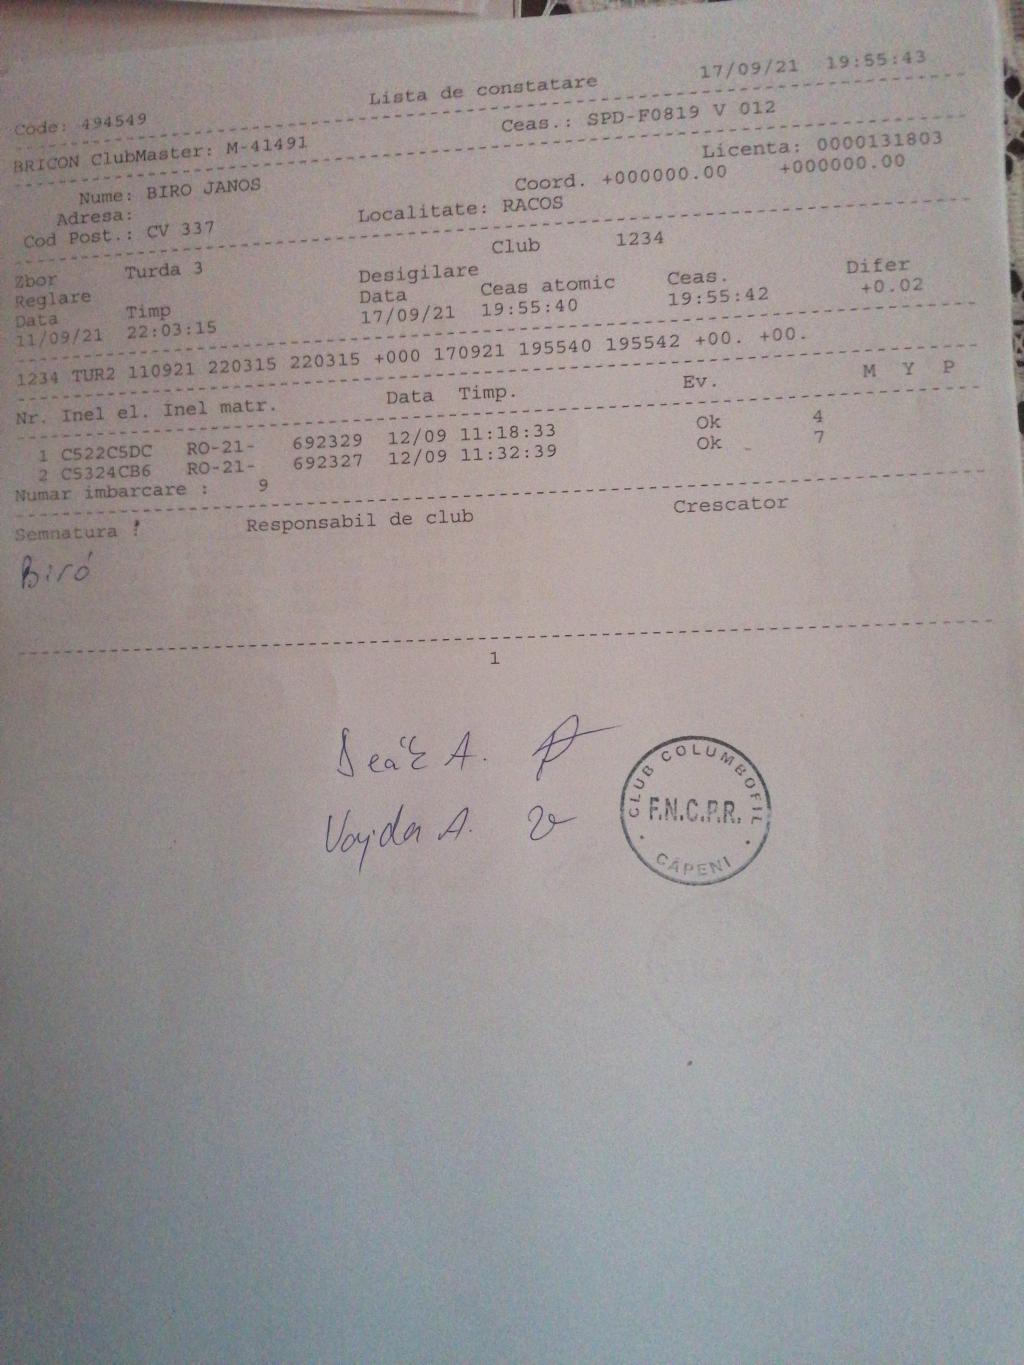 Lista de constatare 17/09/21 19:55:43
Code: 494549
BRICON ClubMaster: M-41491 Ceas.: SPD-F0819 V 012
Licenta: 0000131803
Nume: BIRO JANOS Coord. +000000.00 +000000.00
Adresa:
Cod Post.: CV 337 Localitate: RACOS
Club 1234
Zbor Turda 3
Reglare Desigilare
Data Timp Data Ceas atomic Ceas. Difer
11/09/21 22:03:15 17/09/21 19:55:40 19:55:42 +0.02
1234 TUR2 110921 220315 220315 +000 170921 195540 195542 +00. +00.
Nr. Inel el. Inel matr. Data Timp. Ev. M Y P
1 C522C5DC RO-21- 692329 12/09 11:18:33 Ok 4
2 C5324CB6 RO-21- 692327 12/09 11:32:39 Ok 7
Numar imbarcare : 9
Semnatura : Responsabil de club Crescator
Biró
1
A.
Vajda A.
CLUB COLUMBOFIL
F.N.C.P.R.
CĂPENI